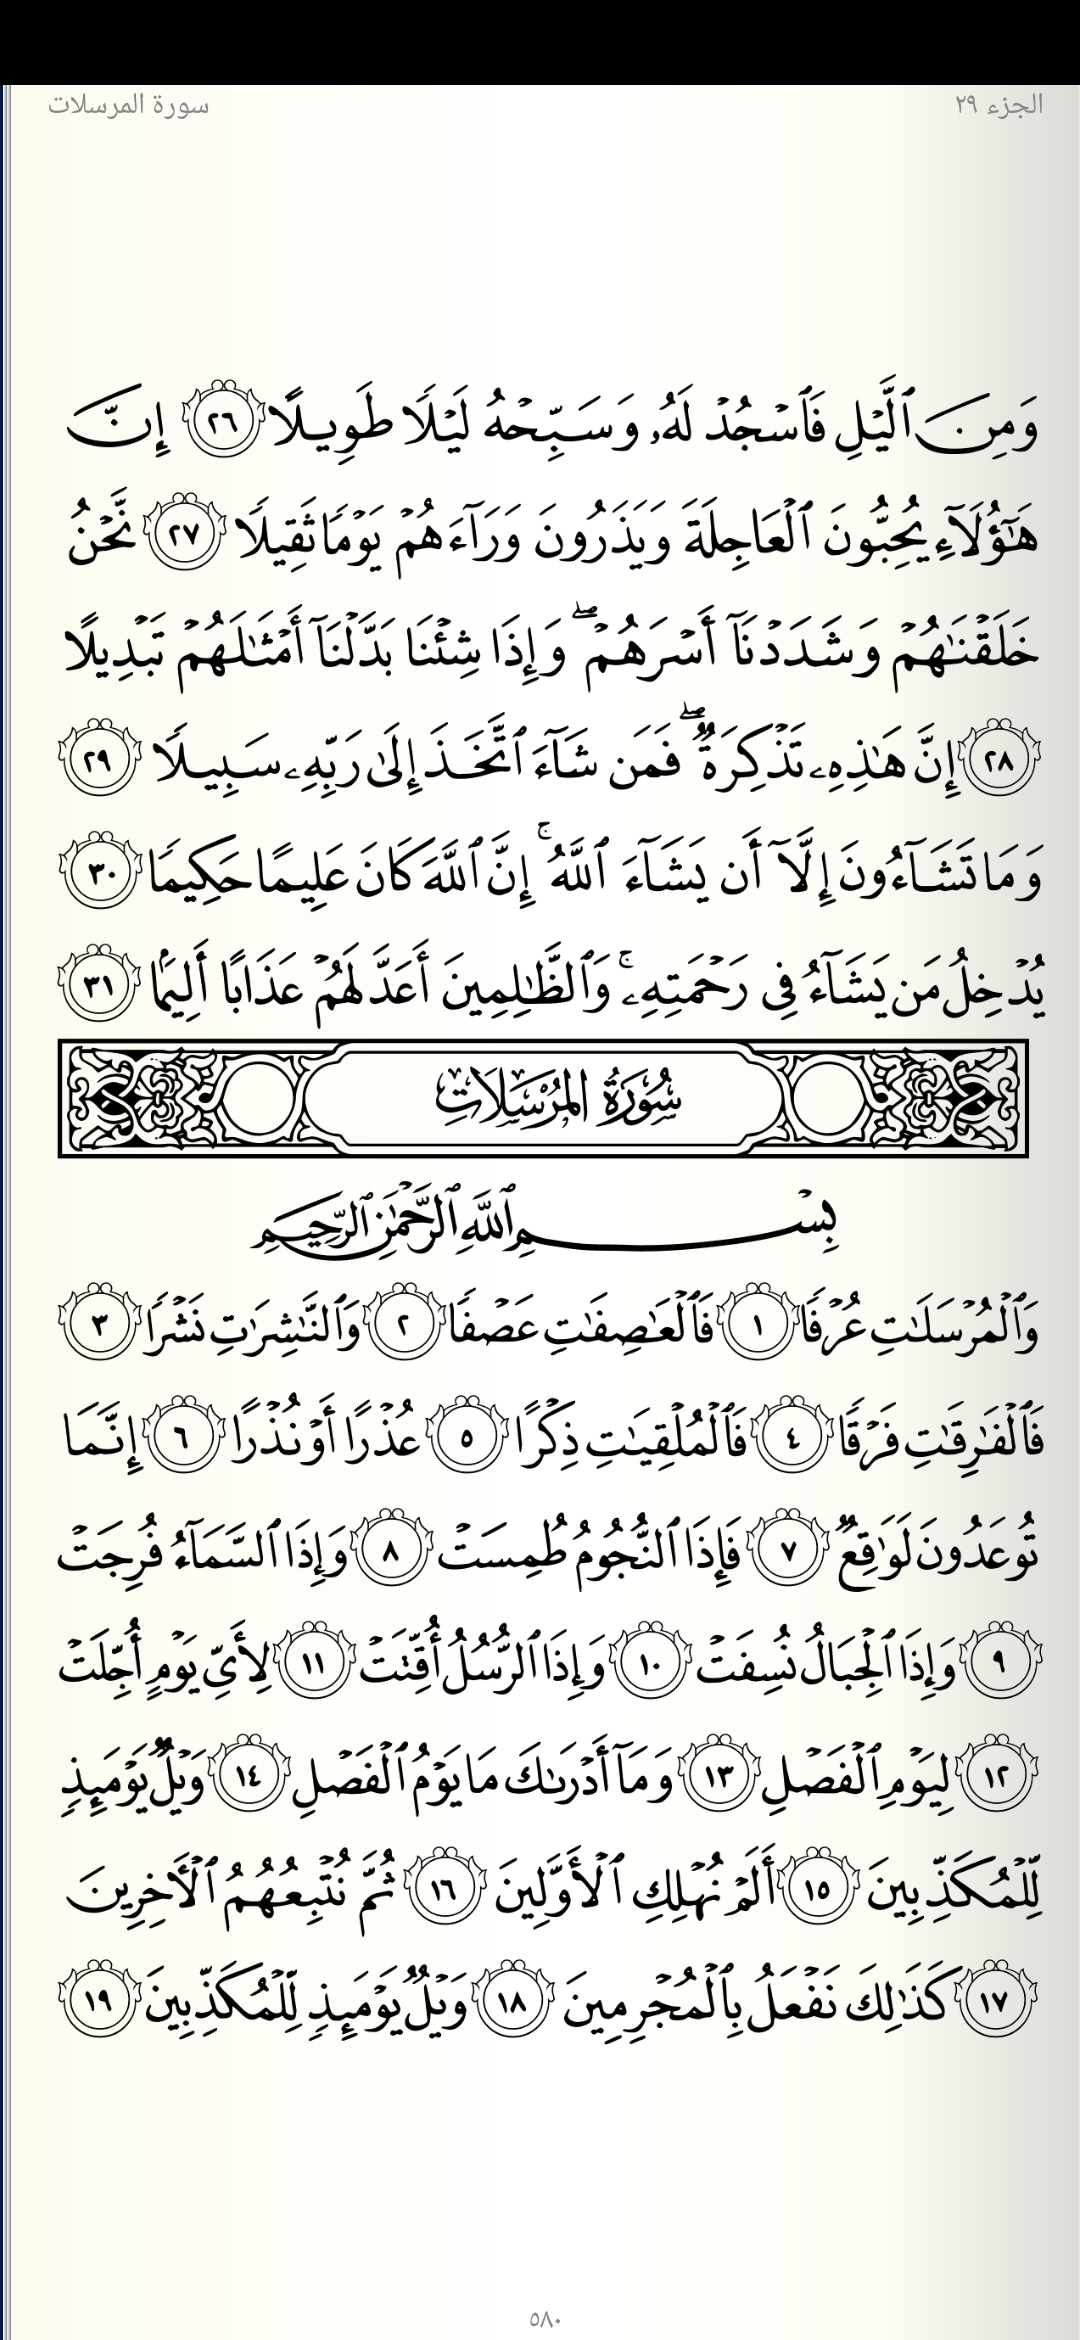 الجزء ٢٩
سورة المرسلات
وَمِنَ ٱلَّيۡلِ فَٱسۡجُدۡ لَهُۥ وَسَبِّحۡهُ لَيۡلٗا طَوِيلًا ٢٦ إِنَّ
هَٰٓؤُلَآءِ يُحِبُّونَ ٱلۡعَاجِلَةَ وَيَذَرُونَ وَرَآءَهُمۡ يَوۡمٗا ثَقِيلٗا ٢٧ نَّحۡنُ
خَلَقۡنَٰهُمۡ وَشَدَدۡنَآ أَسۡرَهُمۡۖ وَإِذَا شِئۡنَا بَدَّلۡنَآ أَمۡثَٰلَهُمۡ تَبۡدِيلًا
٢٨ إِنَّ هَٰذِهِۦ تَذۡكِرَةٞۖ فَمَن شَآءَ ٱتَّخَذَ إِلَىٰ رَبِّهِۦ سَبِيلٗا ٢٩
وَمَا تَشَآءُونَ إِلَّآ أَن يَشَآءَ ٱللَّهُۚ إِنَّ ٱللَّهَ كَانَ عَلِيمًا حَكِيمٗا ٣٠
يُدۡخِلُ مَن يَشَآءُ فِي رَحۡمَتِهِۦۚ وَٱلظَّٰلِمِينَ أَعَدَّ لَهُمۡ عَذَابًا أَلِيمَۢا ٣١
سُورَةُ المُرۡسَلَاتِ
بِسۡمِ ٱللَّهِ ٱلرَّحۡمَٰنِ ٱلرَّحِيمِ
وَٱلۡمُرۡسَلَٰتِ عُرۡفٗا ١ فَٱلۡعَٰصِفَٰتِ عَصۡفٗا ٢ وَٱلنَّٰشِرَٰتِ نَشۡرٗا ٣
فَٱلۡفَٰرِقَٰتِ فَرۡقٗا ٤ فَٱلۡمُلۡقِيَٰتِ ذِكۡرًا ٥ عُذۡرًا أَوۡ نُذۡرًا ٦ إِنَّمَا
تُوعَدُونَ لَوَٰقِعٞ ٧ فَإِذَا ٱلنُّجُومُ طُمِسَتۡ ٨ وَإِذَا ٱلسَّمَآءُ فُرِجَتۡ
٩ وَإِذَا ٱلۡجِبَالُ نُسِفَتۡ ١٠ وَإِذَا ٱلرُّسُلُ أُقِّتَتۡ ١١ لِأَيِّ يَوۡمٍ أُجِّلَتۡ
١٢ لِيَوۡمِ ٱلۡفَصۡلِ ١٣ وَمَآ أَدۡرَىٰكَ مَا يَوۡمُ ٱلۡفَصۡلِ ١٤ وَيۡلٞ يَوۡمَئِذٖ
لِّلۡمُكَذِّبِينَ ١٥ أَلَمۡ نُهۡلِكِ ٱلۡأَوَّلِينَ ١٦ ثُمَّ نُتۡبِعُهُمُ ٱلۡأٓخِرِينَ
١٧ كَذَٰلِكَ نَفۡعَلُ بِٱلۡمُجۡرِمِينَ ١٨ وَيۡلٞ يَوۡمَئِذٖ لِّلۡمُكَذِّبِينَ ١٩
٥٨٠